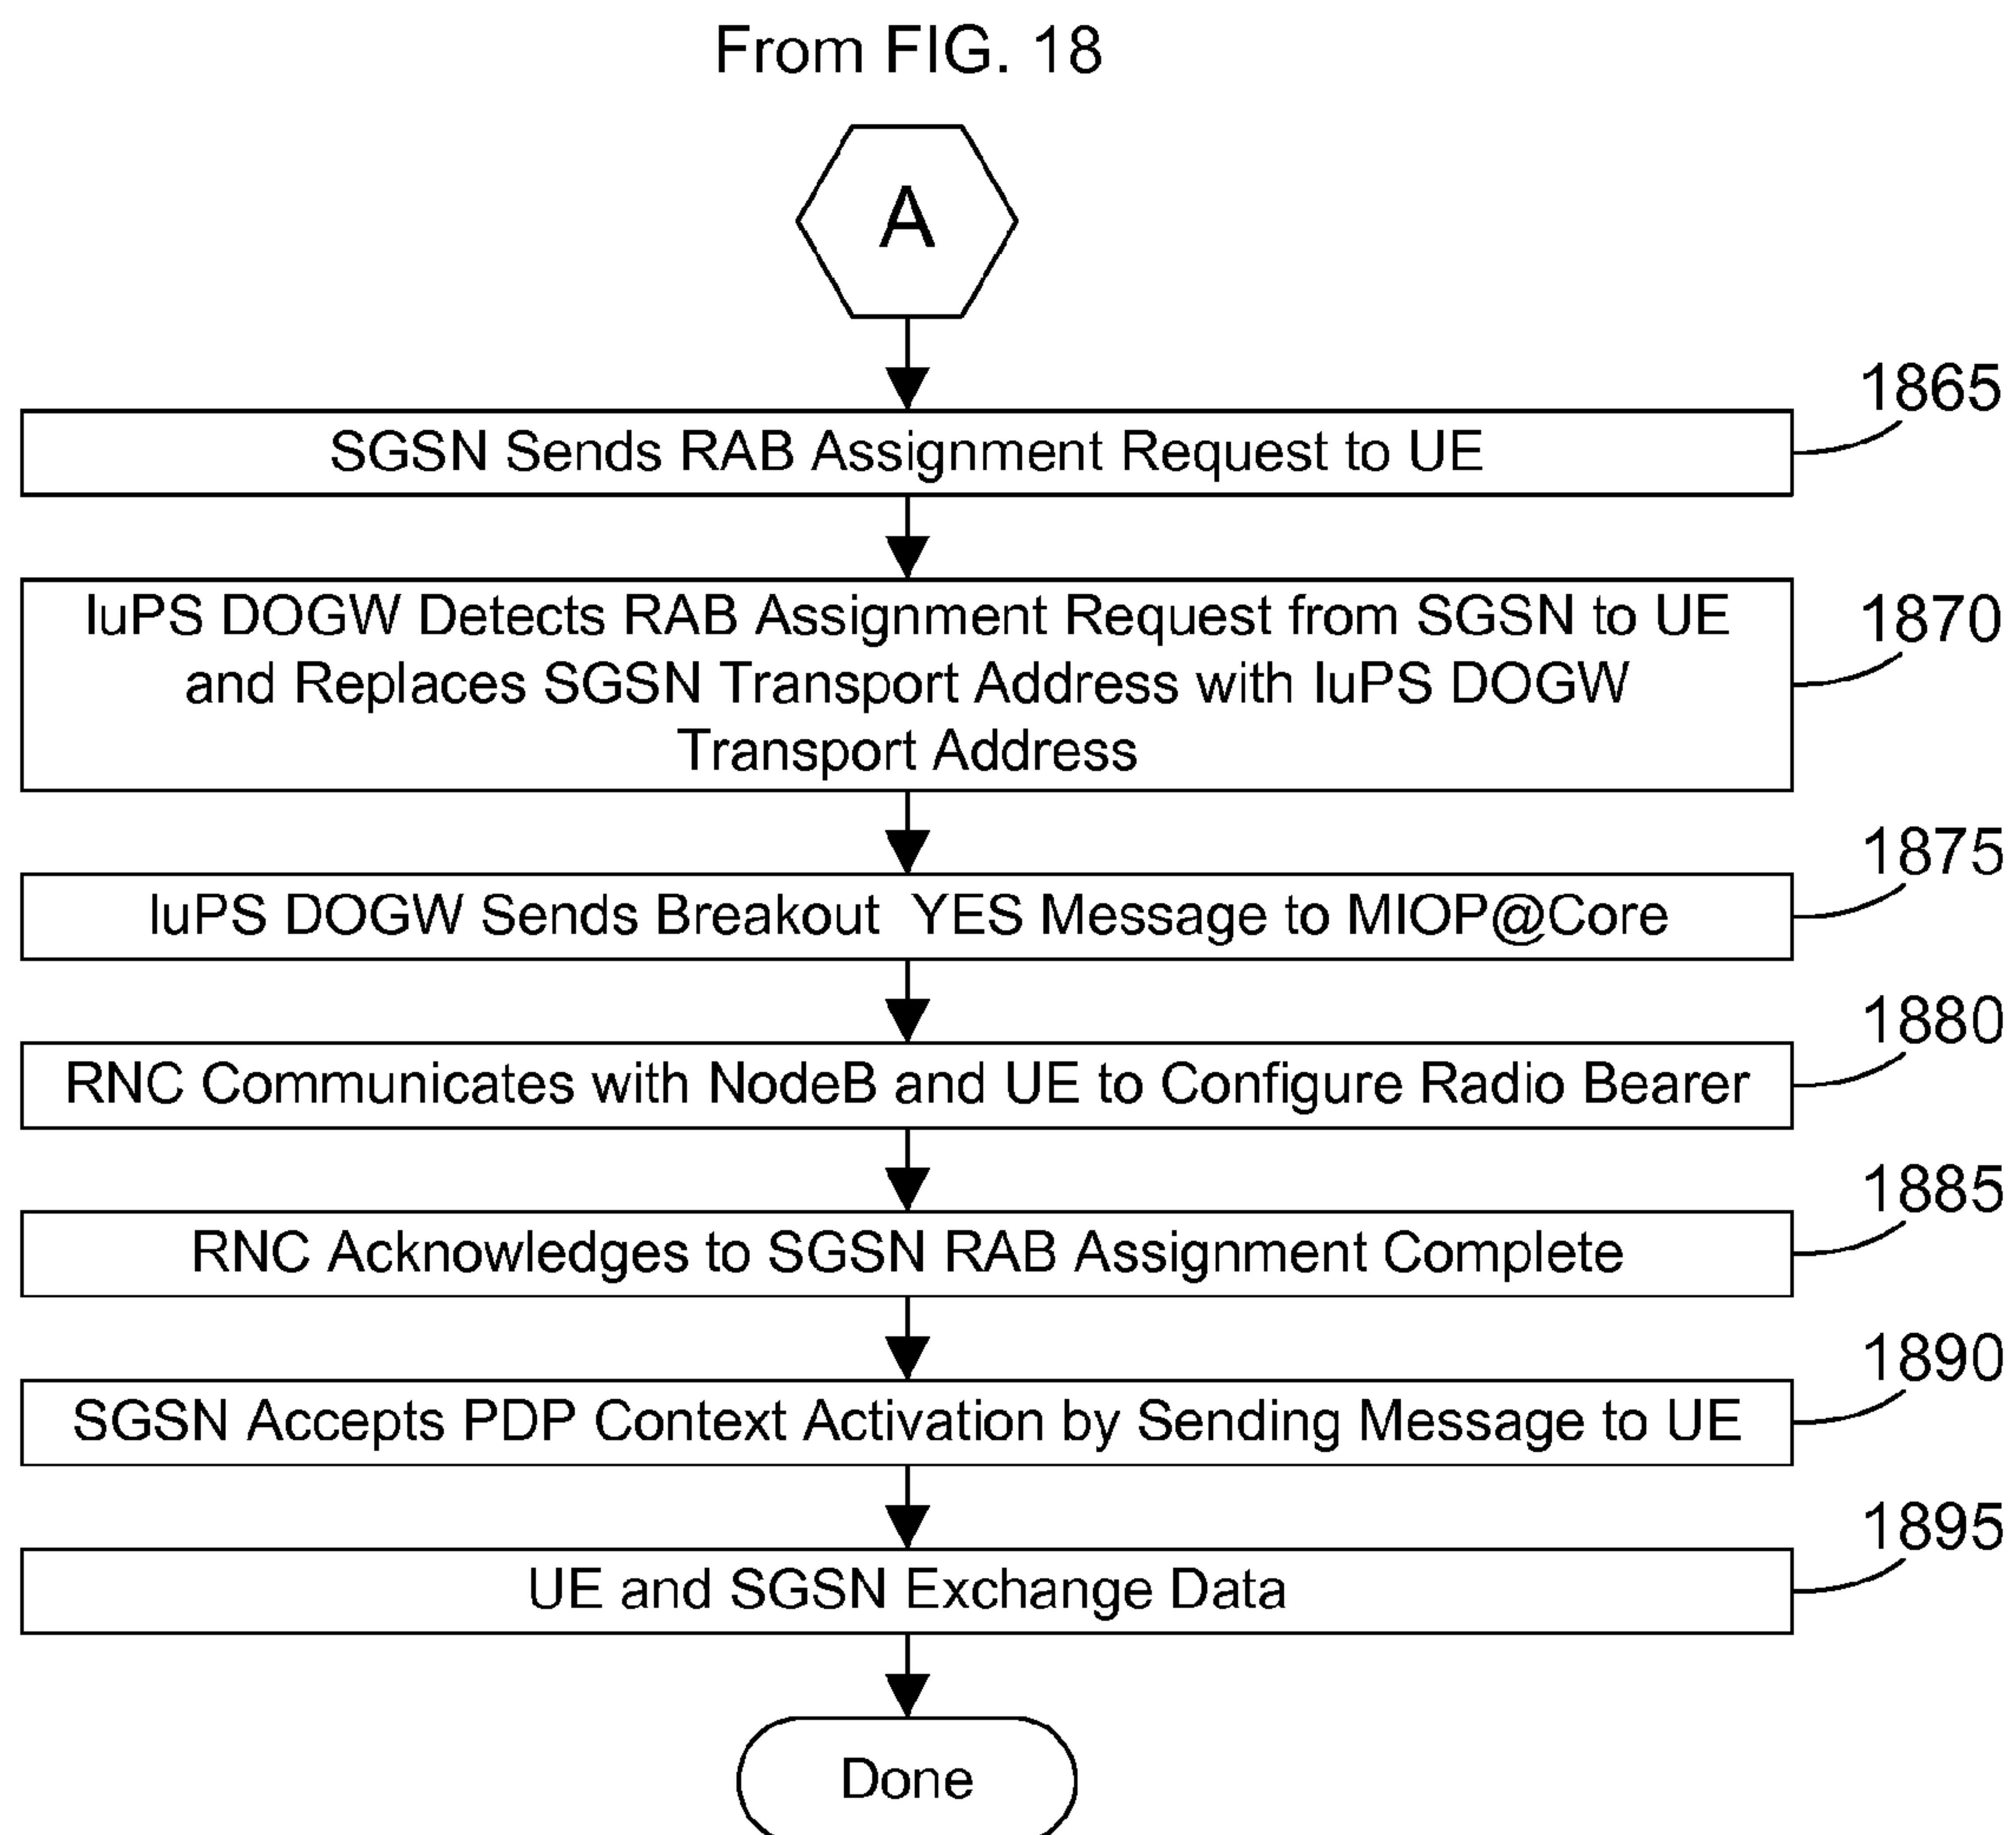 From FIG. 18
A
1865
SGSN Sends RAB Assignment Request to UE
1870
IuPS DOGW Detects RAB Assignment Request from SGSN to UE
and Replaces SGSN Transport Address with IuPS DOGW
Transport Address
1875
IuPS DOGW Sends Breakout YES Message to MIOP@Core
1880
RNC Communicates with NodeB and UE to Configure Radio Bearer
1885
RNC Acknowledges to SGSN RAB Assignment Complete
1890
SGSN Accepts PDP Context Activation by Sending Message to UE
1895
UE and SGSN Exchange Data
Done